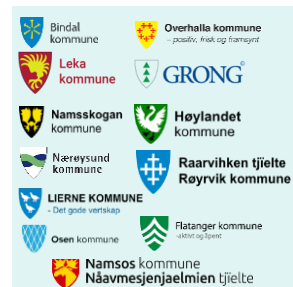 Bindal
kommune
Overhalla kommune
– positiv, frisk og framsynt
Leka
kommune
GRONG
Namsskogan
kommune
Høylandet
kommune
Nærøysund
kommune
Raarvihken tjïelte
Røyrvik kommune
LIERNE KOMMUNE
- Det gode vertskap
Flatanger kommune
-aktivt og åpent
Osen kommune
Namsos kommune
Nåavmesjenjaelmien tjïelte